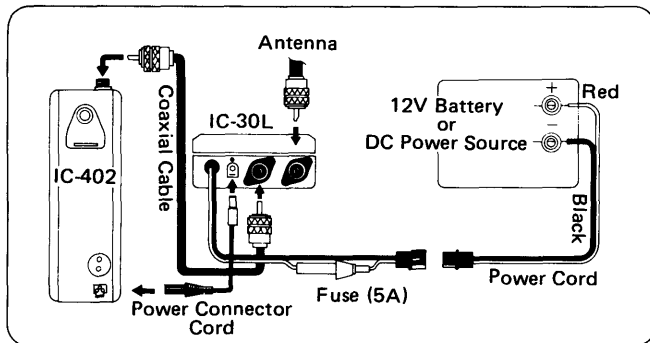 Antenna
IC-30L
Coaxial Cable
IC-402
12V Battery
or
DC Power Source
+
−
Red
Black
Power Cord
Fuse (5A)
Power Connector
Cord